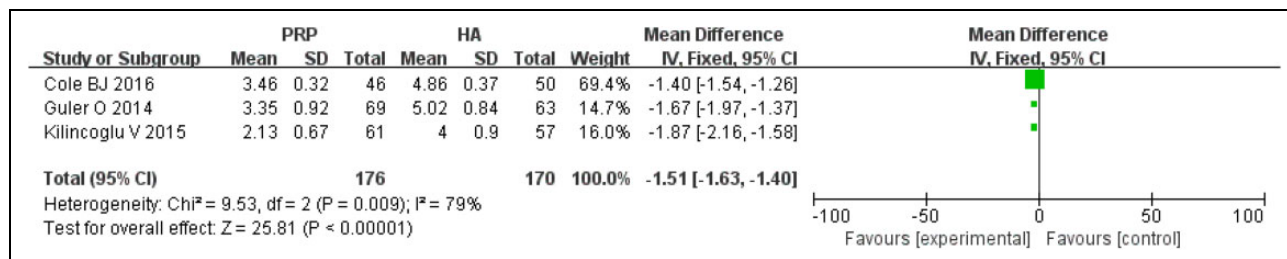 PRP HA Mean Difference Mean Difference
Study or Subgroup Mean SD Total Mean SD Total Weight IV, Fixed, 95% CI IV, Fixed, 95% CI
Cole BJ 2016 3.46 0.32 46 4.86 0.37 50 69.4% -1.40 [-1.54, -1.26]
Guler O 2014 3.35 0.92 69 5.02 0.84 63 14.7% -1.67 [-1.97, -1.37]
Kilincoglu V 2015 2.13 0.67 61 4 0.9 57 16.0% -1.87 [-2.16, -1.58]
Total (95% CI) 176 170 100.0% -1.51 [-1.63, -1.40]
Heterogeneity: Chi² = 9.53, df = 2 (P = 0.009); I² = 79%
Test for overall effect: Z = 25.81 (P < 0.00001)
-100 -50 0 50 100
Favours [experimental] Favours [control]